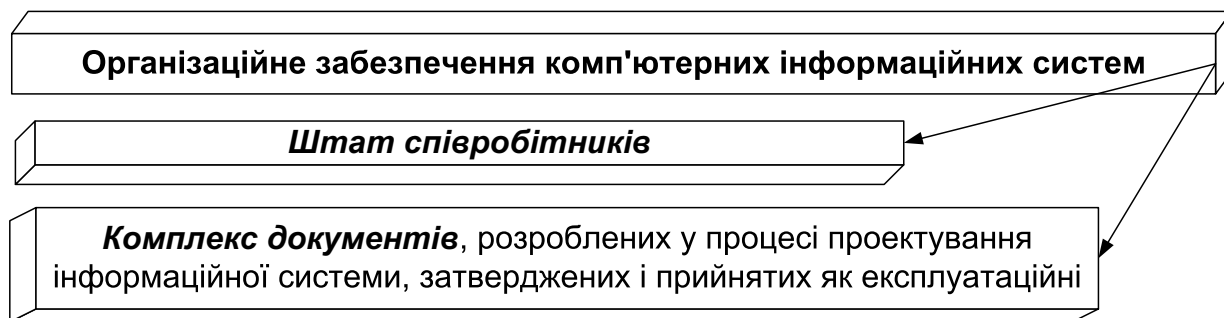 Організаційне забезпечення комп'ютерних інформаційних систем
Штат співробітників
Комплекс документів, розроблених у процесі проектування
інформаційної системи, затверджених і прийнятих як експлуатаційні